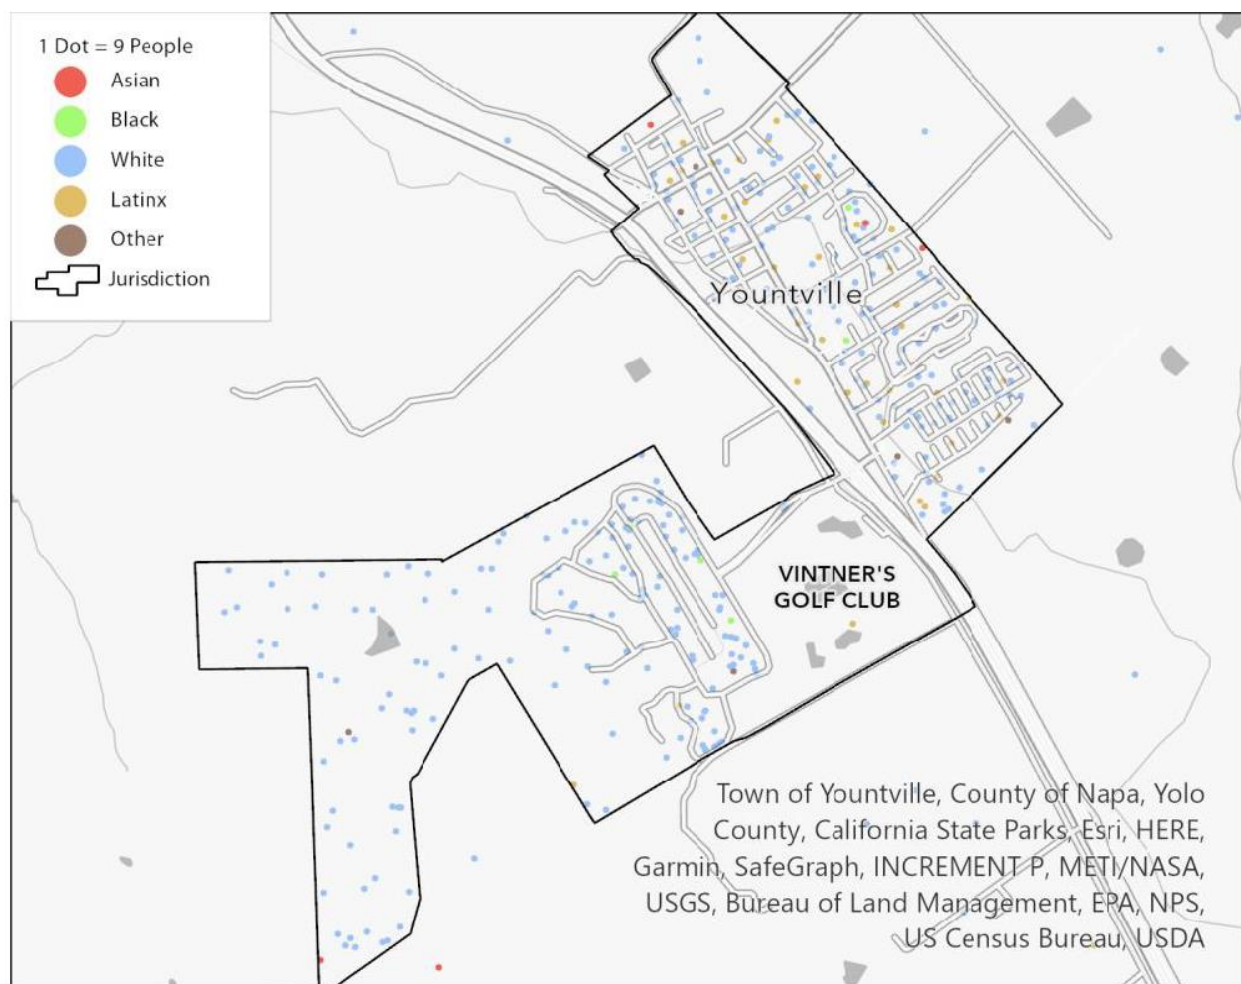 1 Dot = 9 People
Asian
Black
White
Latinx
Other
Jurisdiction
Yountville
VINTNER'S
GOLF CLUB
Town of Yountville, County of Napa, Yolo
County, California State Parks, Esri, HERE,
Garmin, SafeGraph, INCREMENT P, METI/NASA,
USGS, Bureau of Land Management, EPA, NPS,
US Census Bureau, USDA